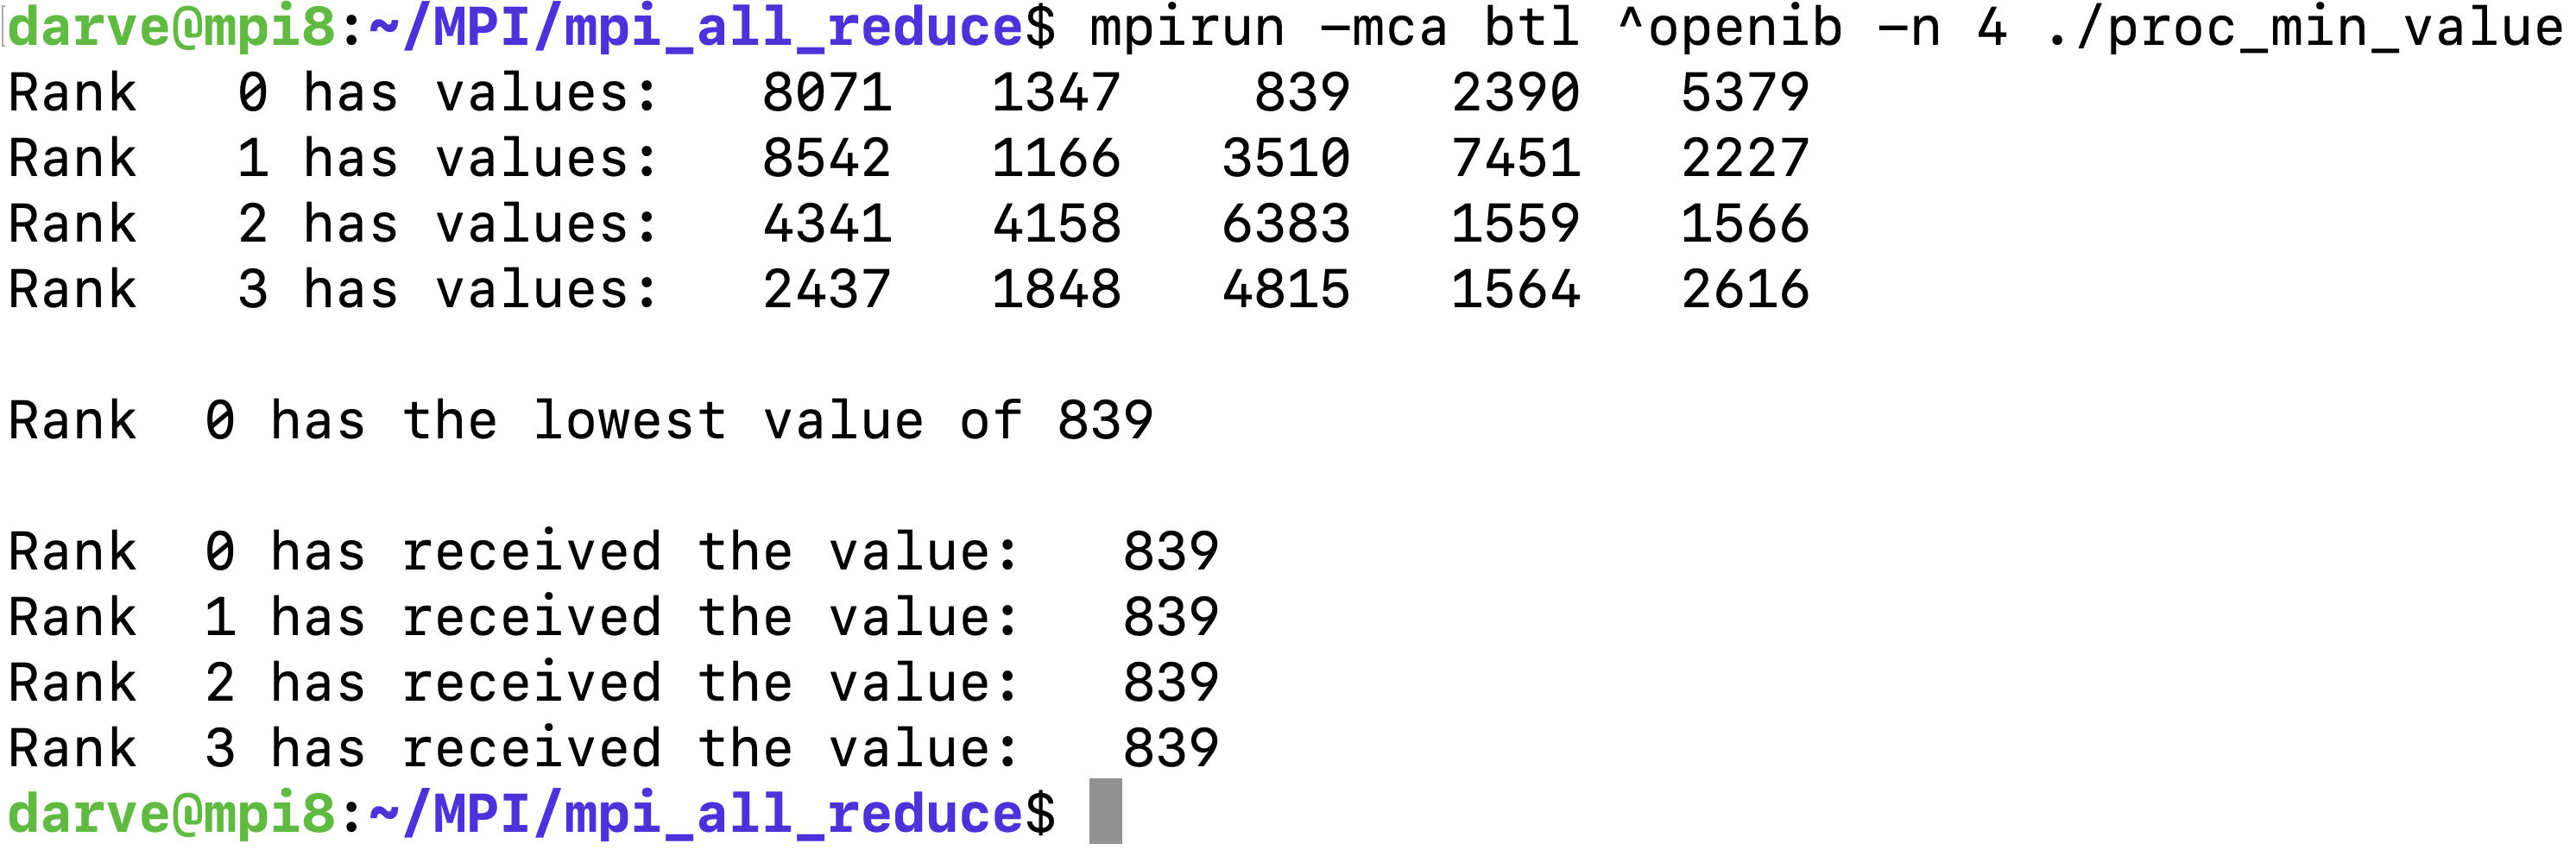 darve@mpi8:~/MPI/mpi_all_reduce$ mpirun -mca btl ^openib -n 4 ./proc_min_value
Rank   0 has values:   8071   1347    839   2390   5379
Rank   1 has values:   8542   1166   3510   7451   2227
Rank   2 has values:   4341   4158   6383   1559   1566
Rank   3 has values:   2437   1848   4815   1564   2616
Rank  0 has the lowest value of 839
Rank  0 has received the value:   839
Rank  1 has received the value:   839
Rank  2 has received the value:   839
Rank  3 has received the value:   839
darve@mpi8:~/MPI/mpi_all_reduce$